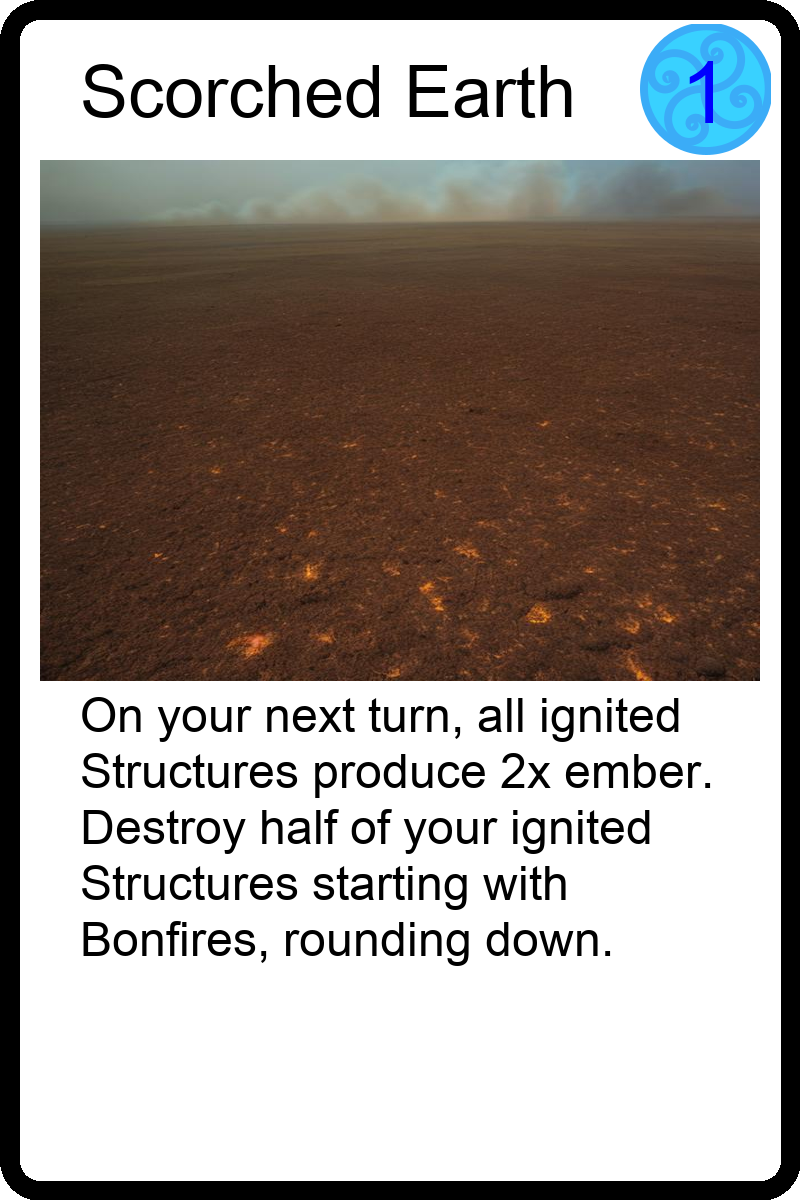 Scorched Earth
1
On your next turn, all ignited
Structures produce 2x ember.
Destroy half of your ignited
Structures starting with
Bonfires, rounding down.